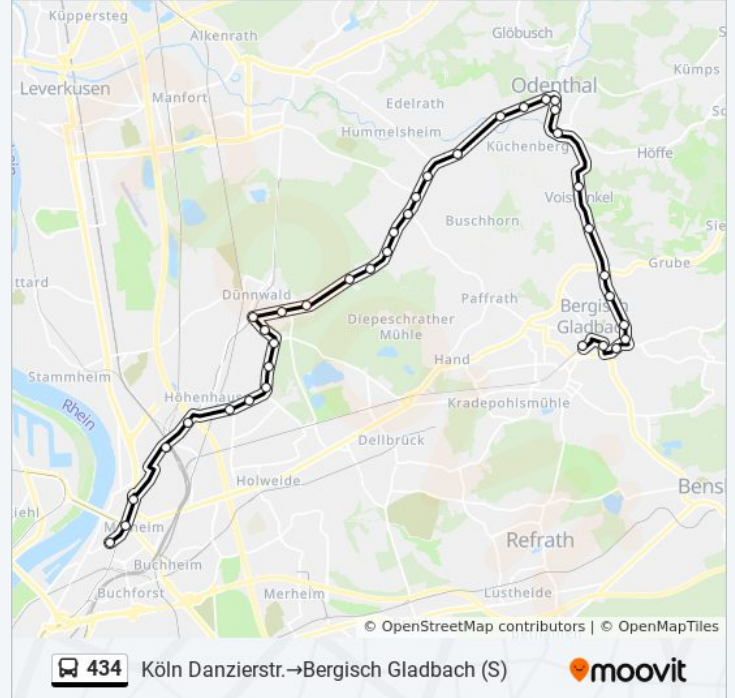 Küppersteg
Alkenrath
Glöbusch
Leverkusen
Manfort
Odenthal
Kümps
Edelrath
Hummelsheim
Küchenberg
Höffe
Voiswinkel
Buschhorn
Sie
ttard
Grube
Dünnwald
Paffrath
Bergisch
Gladbach
Diepeschrather
Mühle
Hand
Stammheim
Höhenhaus
Kradepohlsmühle
Rhein
Dellbrück
Holweide
Bensl
iehl
Mülheim
Refrath
Buchheim
Buchforst
Merheim
Lustheide
© OpenStreetMap contributors | © OpenMapTiles
434 Köln Danzierstr.→Bergisch Gladbach (S)
moovit